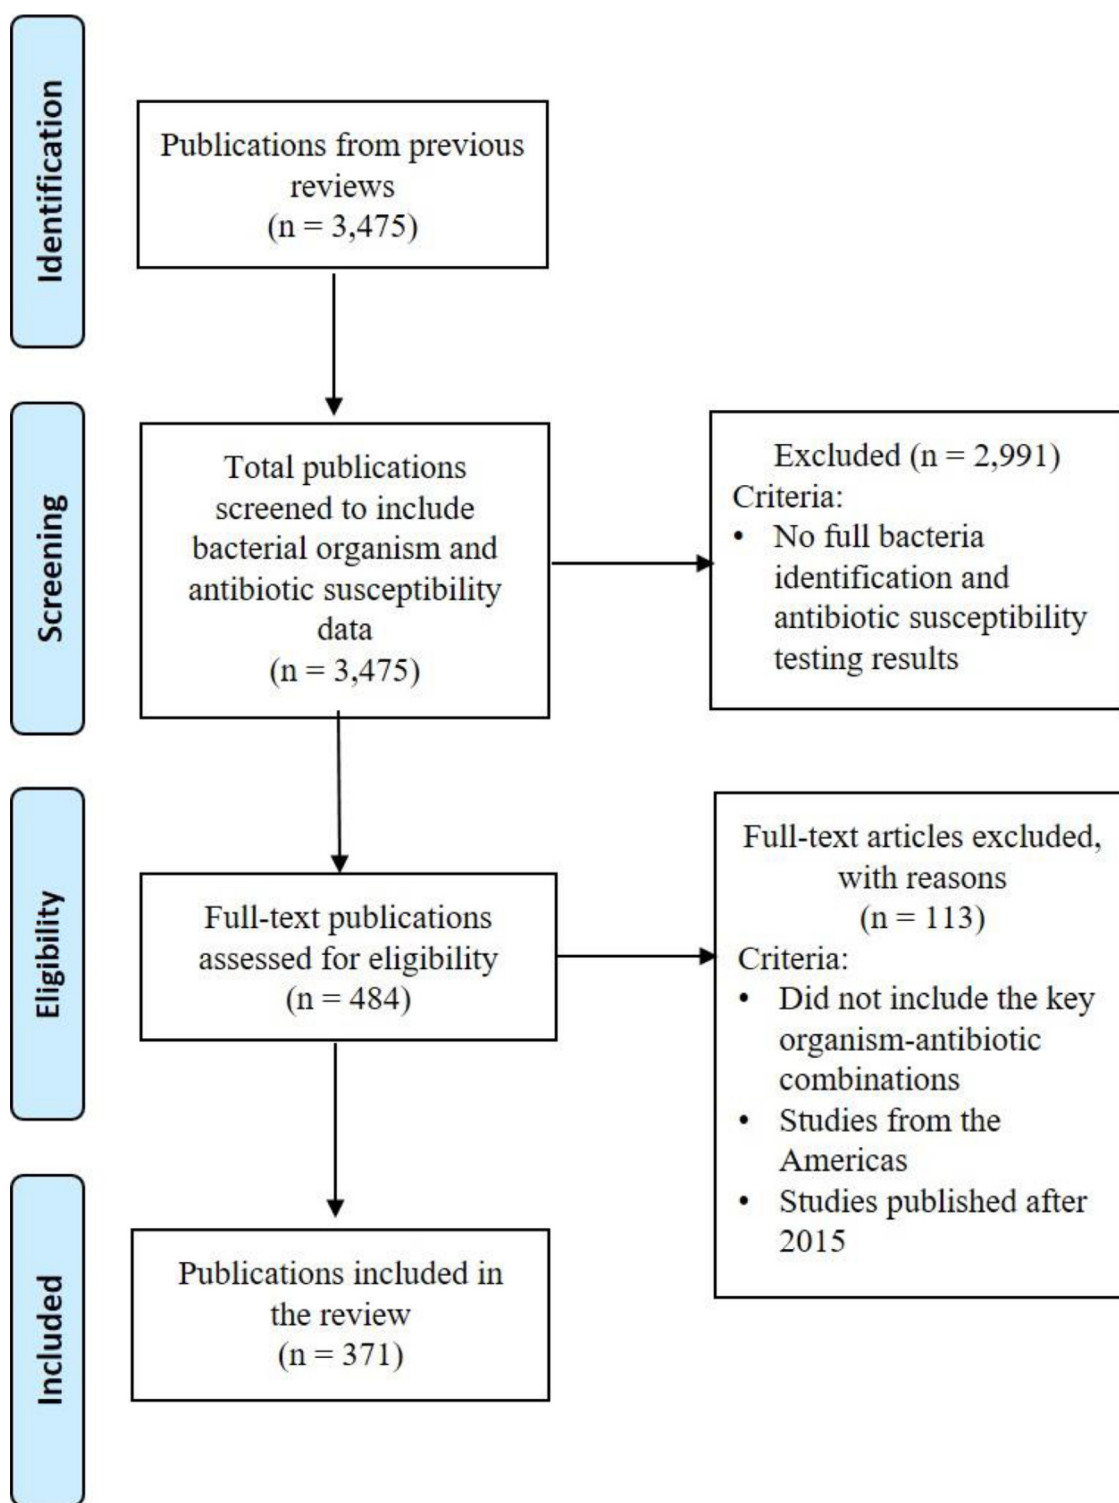 Identification
Publications from previous
reviews
(n = 3,475)
Screening
Total publications
screened to include
bacterial organism and
antibiotic susceptibility
data
(n = 3,475)
Excluded (n = 2,991)
Criteria:
• No full bacteria
identification and
antibiotic susceptibility
testing results
Eligibility
Full-text publications
assessed for eligibility
(n = 484)
Full-text articles excluded,
with reasons
(n = 113)
Criteria:
• Did not include the key
organism-antibiotic
combinations
• Studies from the
Americas
• Studies published after
2015
Included
Publications included in
the review
(n = 371)